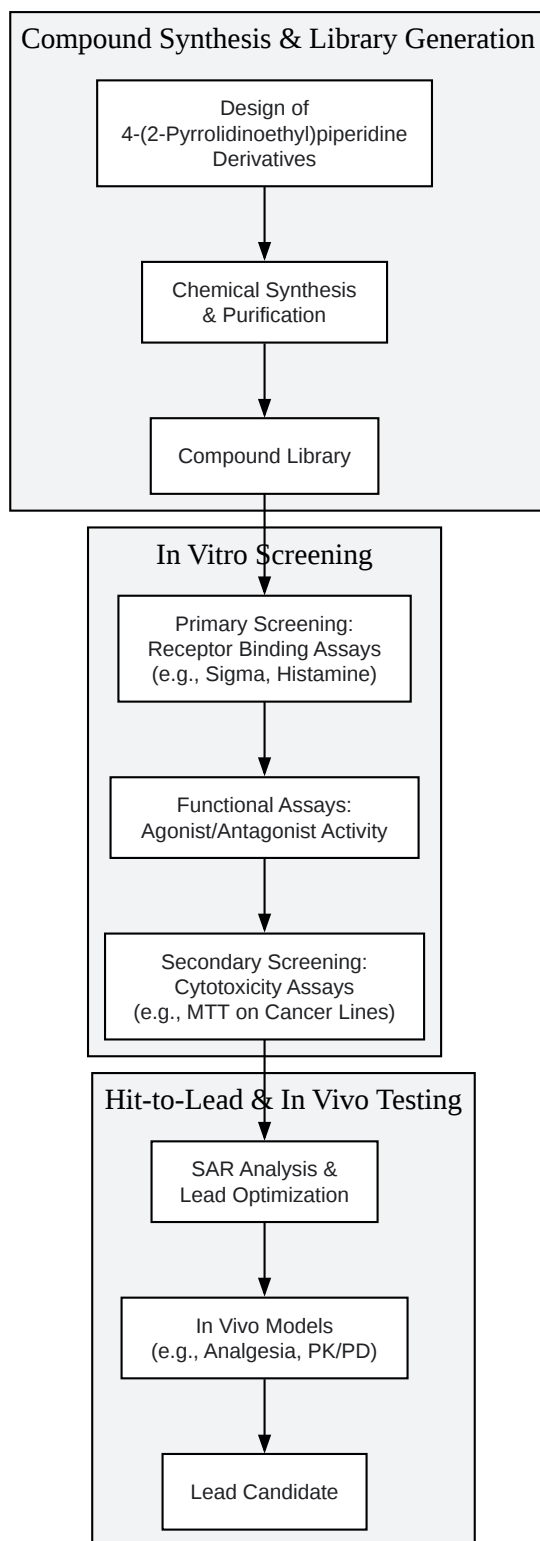 Compound Synthesis & Library Generation
Design of
4-(2-Pyrrolidinoethyl)piperidine
Derivatives
Chemical Synthesis
& Purification
Compound Library
In Vitro Screening
Primary Screening:
Receptor Binding Assays
(e.g., Sigma, Histamine)
Functional Assays:
Agonist/Antagonist Activity
Secondary Screening:
Cytotoxicity Assays
(e.g., MTT on Cancer Lines)
Hit-to-Lead & In Vivo Testing
SAR Analysis &
Lead Optimization
In Vivo Models
(e.g., Analgesia, PK/PD)
Lead Candidate